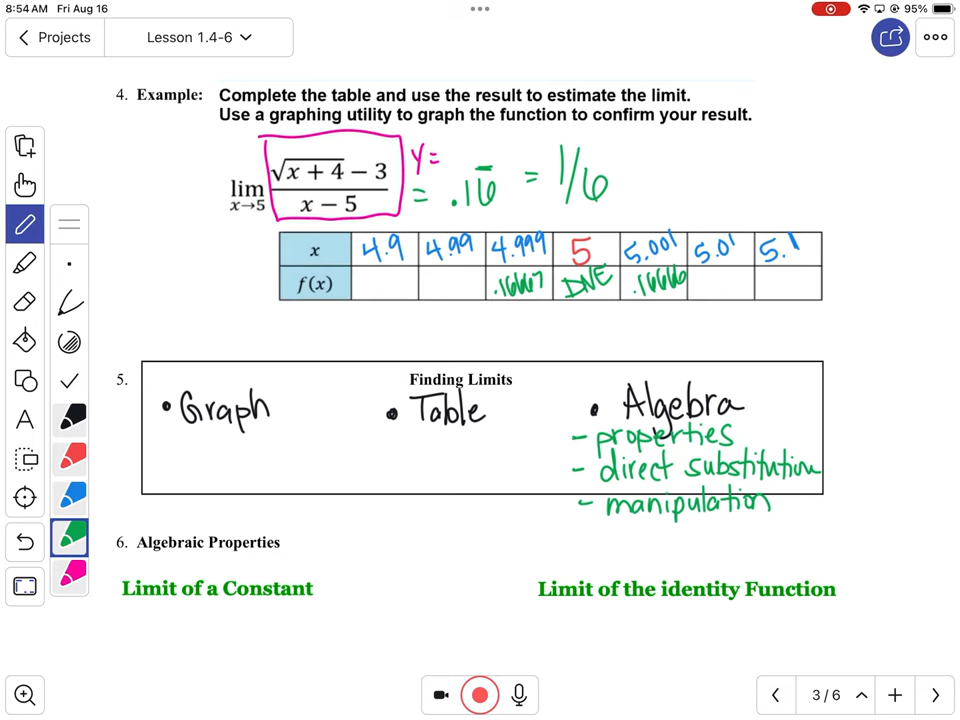 8:54 AM Fri Aug 16
95%
Projects
Lesson 1.4-6
4. Example: Complete the table and use the result to estimate the limit.
Use a graphing utility to graph the function to confirm your result.
lim x→5 (√(x + 4) − 3)/(x − 5) y = = .16̅ = 1/6
x 4.9 4.99 4.999 5 5.001 5.01 5.1
f(x) .16667 DNE .16666
5. Finding Limits
• Graph • Table • Algebra
- properties
- direct substitution
- manipulation
6. Algebraic Properties
Limit of a Constant Limit of the identity Function
A
3 / 6